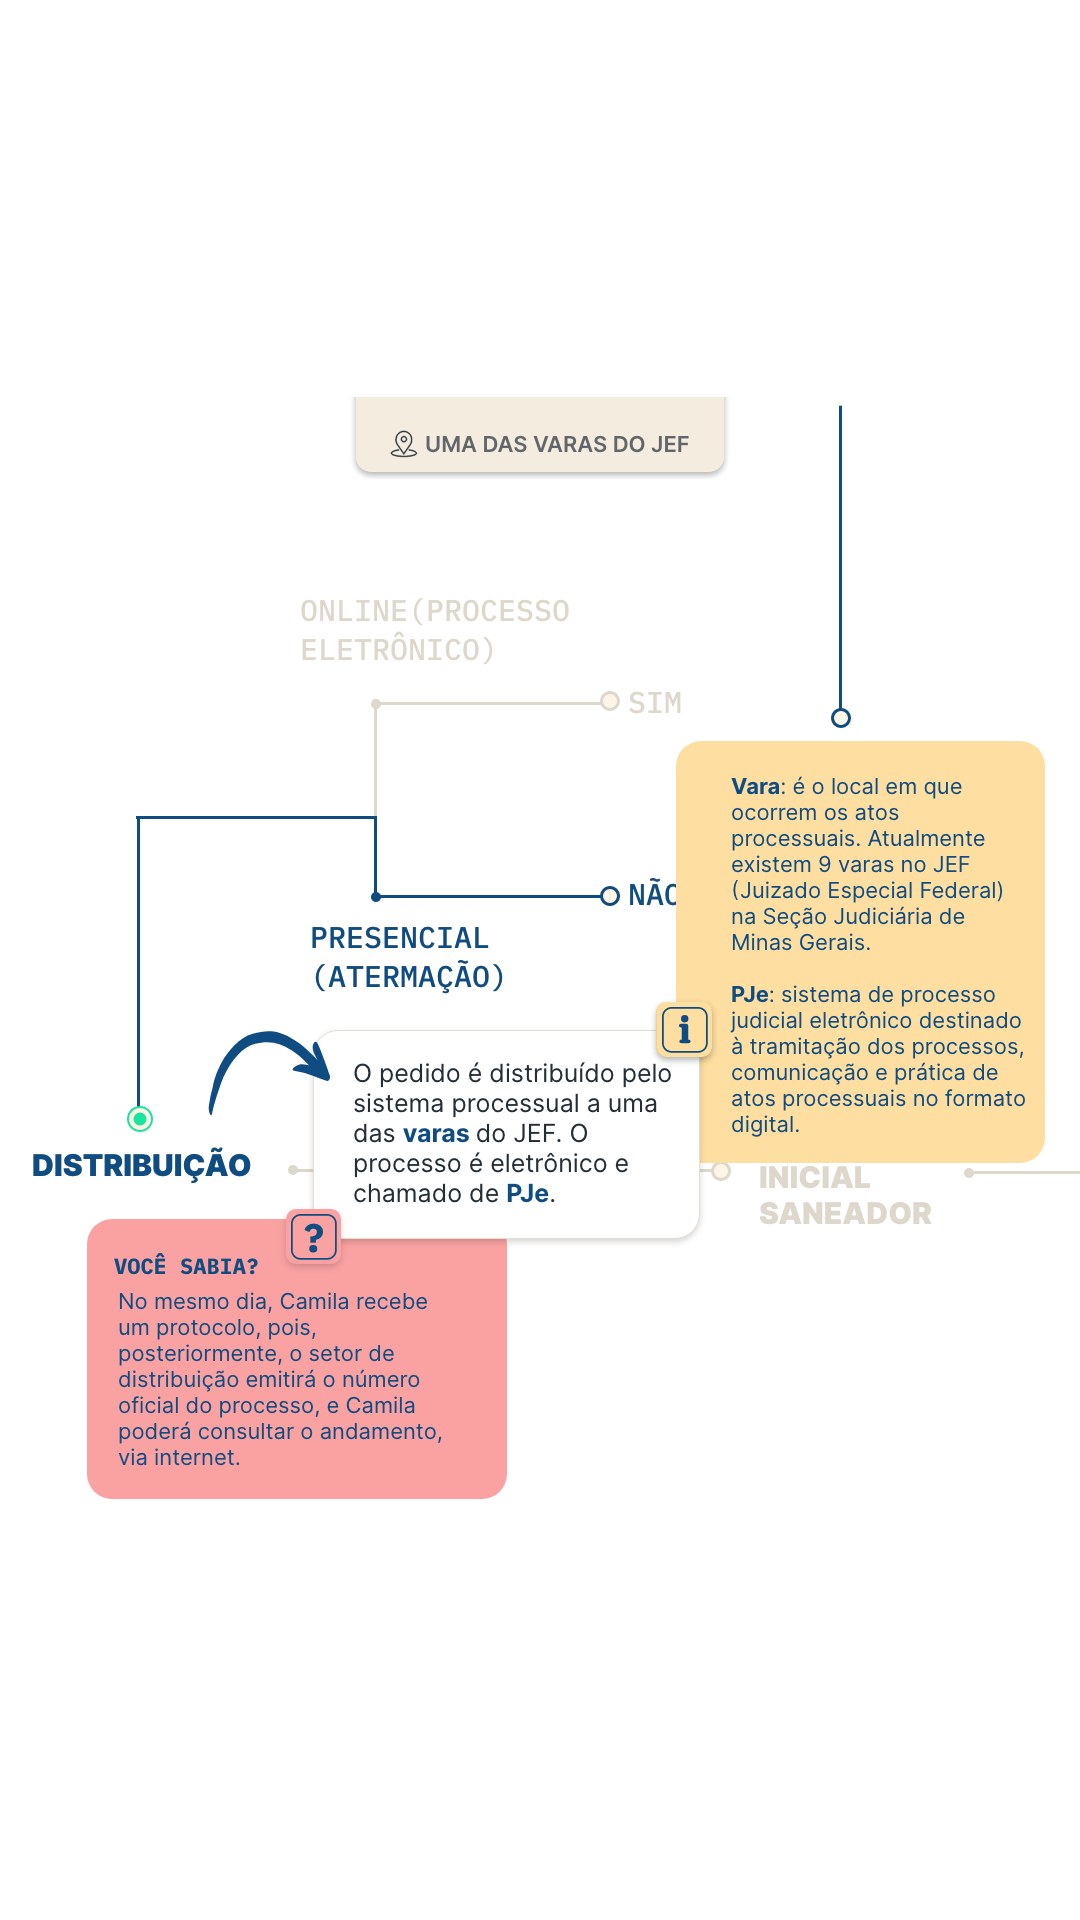 UMA DAS VARAS DO JEF
ONLINE(PROCESSO
ELETRÔNICO)
SIM
NÃO
PRESENCIAL
(ATERMAÇÃO)
Vara: é o local em que
ocorrem os atos
processuais. Atualmente
existem 9 varas no JEF
(Juizado Especial Federal)
na Seção Judiciária de
Minas Gerais.
PJe: sistema de processo
judicial eletrônico destinado
à tramitação dos processos,
comunicação e prática de
atos processuais no formato
digital.
i
O pedido é distribuído pelo
sistema processual a uma
das varas do JEF. O
processo é eletrônico e
chamado de PJe.
DISTRIBUIÇÃO
INICIAL
SANEADOR
?
VOCÊ SABIA?
No mesmo dia, Camila recebe
um protocolo, pois,
posteriormente, o setor de
distribuição emitirá o número
oficial do processo, e Camila
poderá consultar o andamento,
via internet.